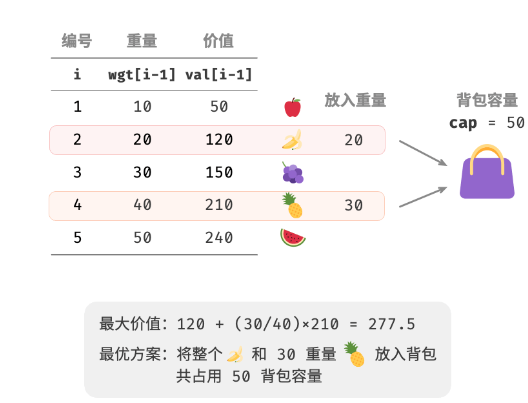 编号 重量 价值
i wgt[i-1] val[i-1]
放入重量 背包容量
cap = 50
1 10 50
2 20 120 20
3 30 150
4 40 210 30
5 50 240
最大价值: 120 + (30/40)×210 = 277.5
最优方案: 将整个 和 30 重量 放入背包
共占用 50 背包容量